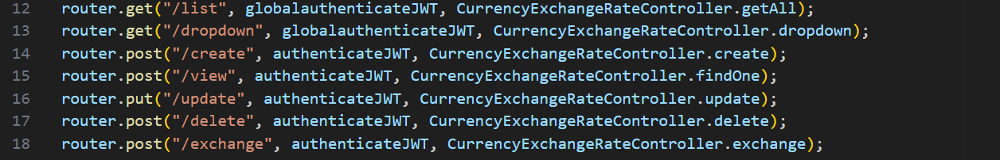 12 router.get("/list", globalauthenticateJWT, CurrencyExchangeRateController.getAll);
13 router.get("/dropdown", globalauthenticateJWT, CurrencyExchangeRateController.dropdown);
14 router.post("/create", authenticateJWT, CurrencyExchangeRateController.create);
15 router.post("/view", authenticateJWT, CurrencyExchangeRateController.findOne);
16 router.put("/update", authenticateJWT, CurrencyExchangeRateController.update);
17 router.post("/delete", authenticateJWT, CurrencyExchangeRateController.delete);
18 router.post("/exchange", authenticateJWT, CurrencyExchangeRateController.exchange);